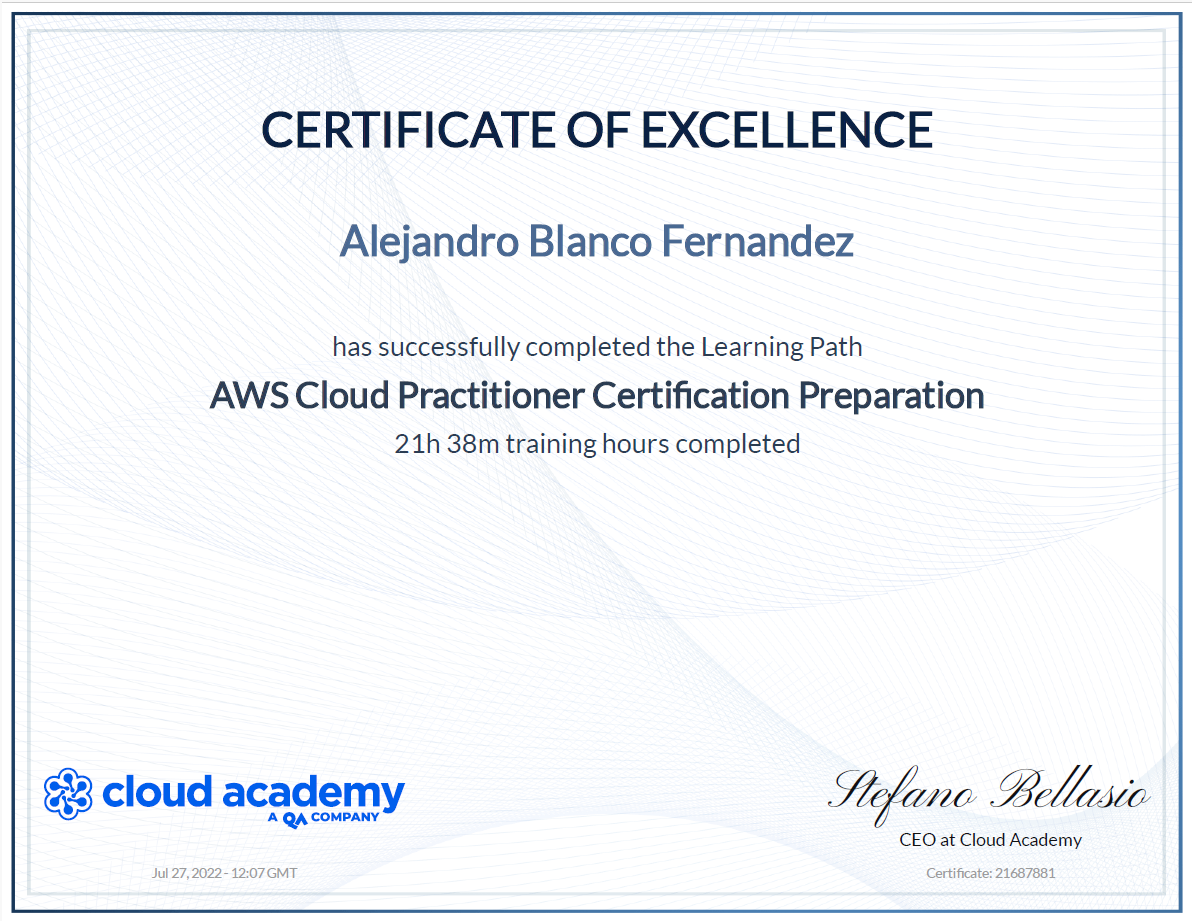 CERTIFICATE OF EXCELLENCE
Alejandro Blanco Fernandez
has successfully completed the Learning Path
AWS Cloud Practitioner Certification Preparation
21h 38m training hours completed
cloud academy
A QA COMPANY
Stefano Bellasio
CEO at Cloud Academy
Jul 27, 2022 - 12:07 GMT
Certificate: 21687881